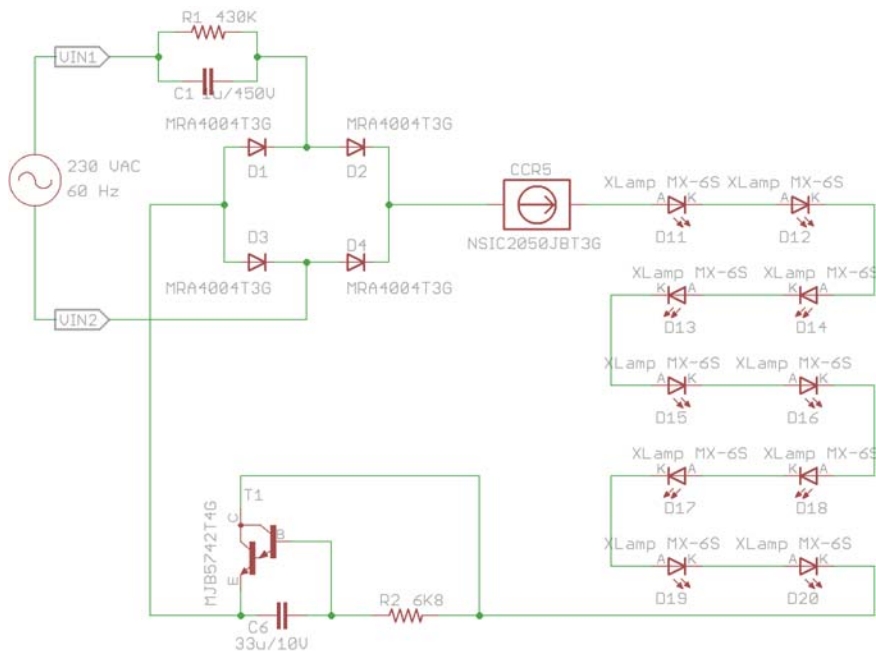 R1 430K
VIN1
C1 1u/450V
MRA4004T3G
MRA4004T3G
D1
D2
230 VAC
60 Hz
CCR5
XLamp MX-6S
XLamp MX-6S
A K
A K
D11
D12
NSIC2050JBT3G
D3
D4
MRA4004T3G
MRA4004T3G
VIN2
XLamp MX-6S
XLamp MX-6S
K A
K A
D13
D14
XLamp MX-6S
XLamp MX-6S
A K
A K
D15
D16
XLamp MX-6S
XLamp MX-6S
K A
K A
D17
D18
T1
C
B
E
MJB5742T4G
XLamp MX-6S
XLamp MX-6S
A K
A K
D19
D20
R2 6K8
C6
33u/10V